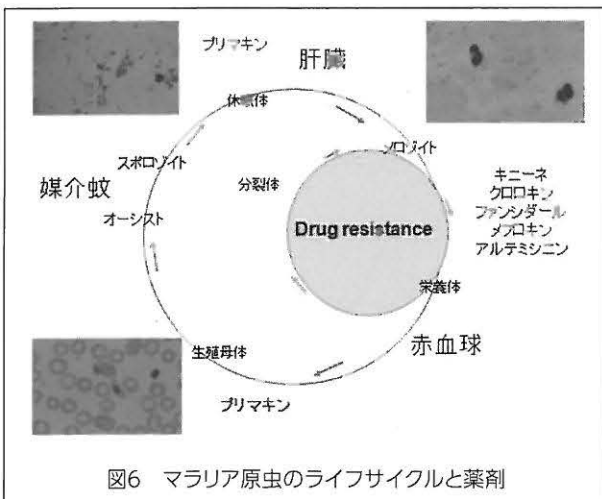 プリマキン
肝臓
休眠体
スポロゾイト
メロゾイト
媒介蚊
分裂体
キニーネ
クロロキン
ファンシダール
メフロキン
アルテミシニン
オーシスト
Drug resistance
栄養体
生殖母体
赤血球
プリマキン
図6 マラリア原虫のライフサイクルと薬剤